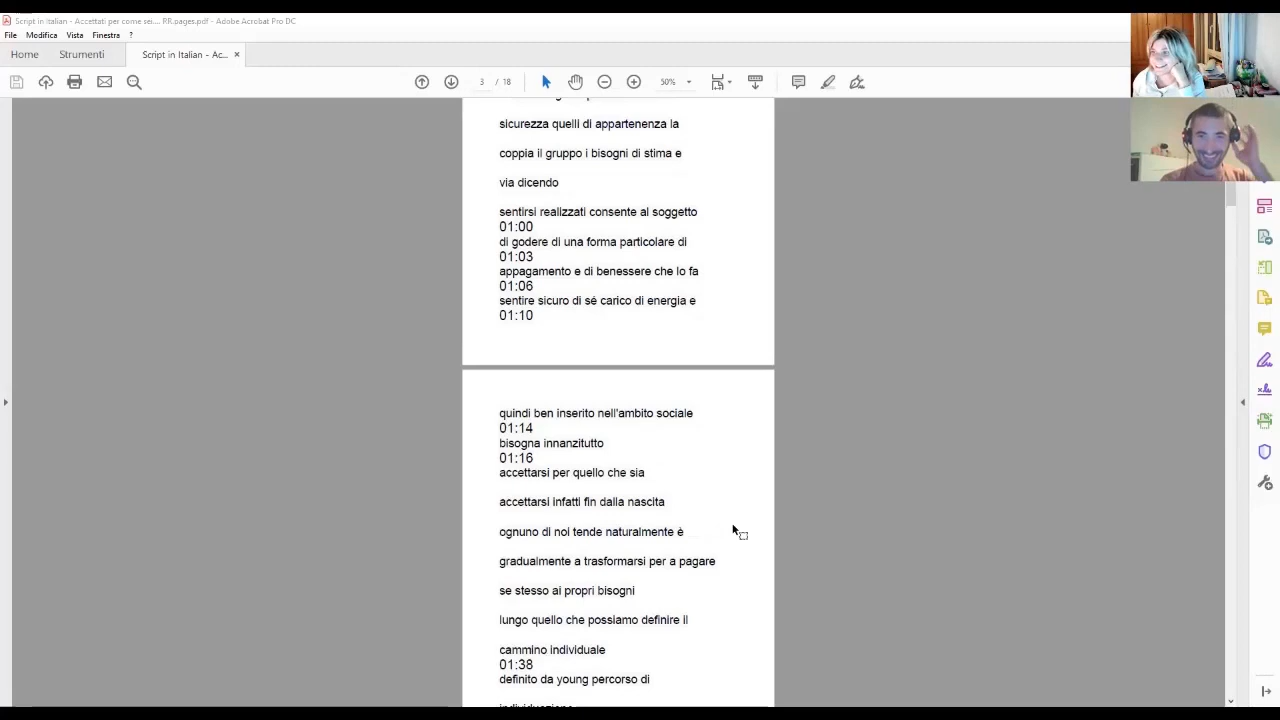 Script in Italian - Accettati per come sei.... RR.pages.pdf - Adobe Acrobat Pro DC
File Modifica Vista Finestra ?
Home Strumenti Script in Italian - Ac... ×
3 / 18 50%
sicurezza quelli di appartenenza la
coppia il gruppo i bisogni di stima e
via dicendo
sentirsi realizzati consente al soggetto
01:00
di godere di una forma particolare di
01:03
appagamento e di benessere che lo fa
01:06
sentire sicuro di sé carico di energia e
01:10
quindi ben inserito nell'ambito sociale
01:14
bisogna innanzitutto
01:16
accettarsi per quello che sia
accettarsi infatti fin dalla nascita
ognuno di noi tende naturalmente è
gradualmente a trasformarsi per a pagare
se stesso ai propri bisogni
lungo quello che possiamo definire il
cammino individuale
01:38
definito da young percorso di